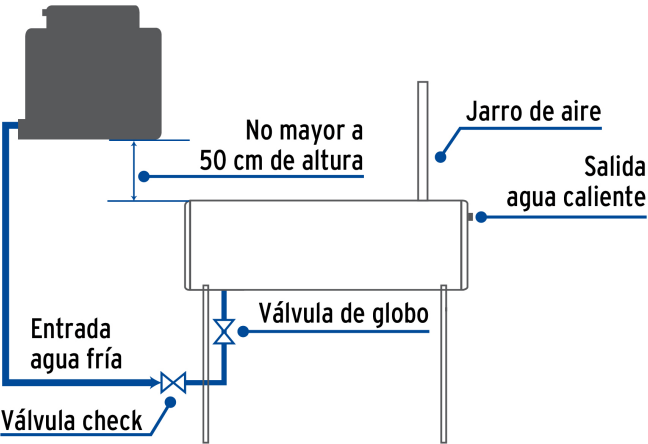 No mayor a
50 cm de altura
Jarro de aire
Salida
agua caliente
Válvula de globo
Entrada
agua fría
Válvula check